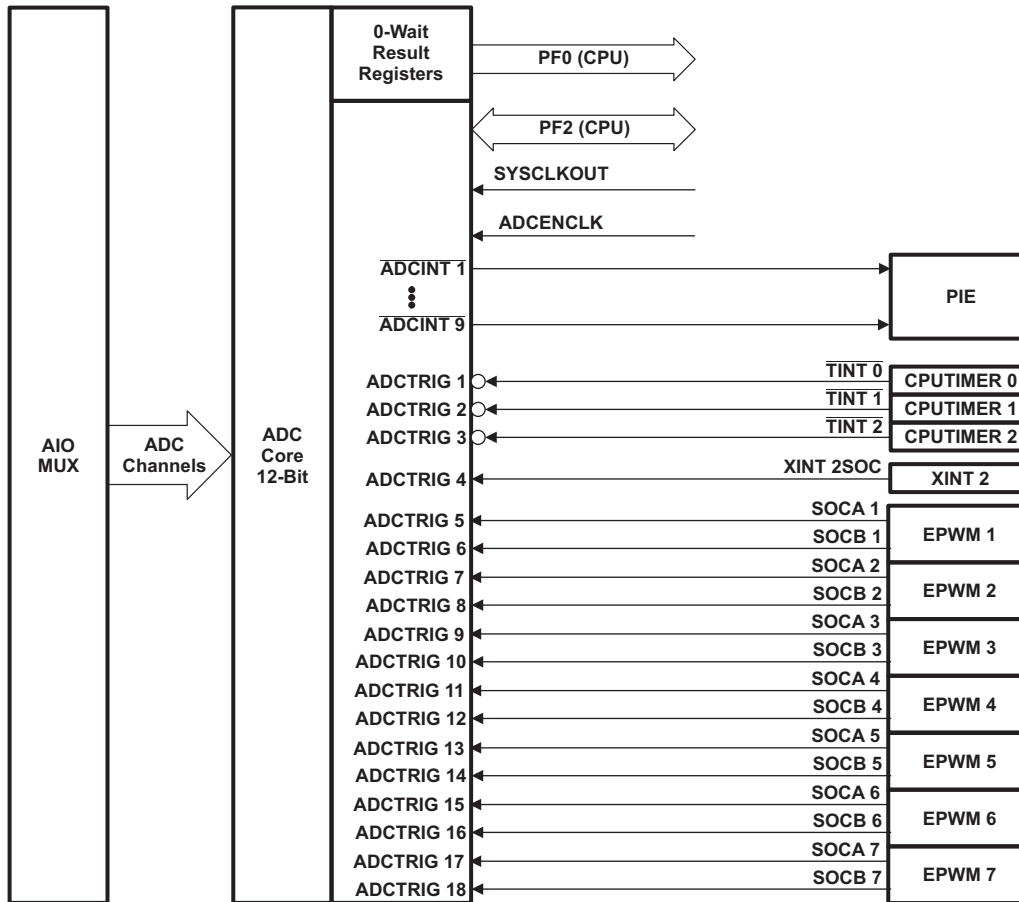 0-Wait
Result
Registers
PF0 (CPU)
PF2 (CPU)
SYSCLKOUT
ADCENCLK
ADCINT 1
ADCINT 9
PIE
AIO
MUX
ADC
Channels
ADC
Core
12-Bit
ADCTRIG 1 TINT 0 CPUTIMER 0
ADCTRIG 2 TINT 1 CPUTIMER 1
ADCTRIG 3 TINT 2 CPUTIMER 2
ADCTRIG 4 XINT 2SOC XINT 2
ADCTRIG 5 SOCA 1
EPWM 1
ADCTRIG 6 SOCB 1
ADCTRIG 7 SOCA 2
EPWM 2
ADCTRIG 8 SOCB 2
ADCTRIG 9 SOCA 3
EPWM 3
ADCTRIG 10 SOCB 3
ADCTRIG 11 SOCA 4
EPWM 4
ADCTRIG 12 SOCB 4
ADCTRIG 13 SOCA 5
EPWM 5
ADCTRIG 14 SOCB 5
ADCTRIG 15 SOCA 6
EPWM 6
ADCTRIG 16 SOCB 6
ADCTRIG 17 SOCA 7
EPWM 7
ADCTRIG 18 SOCB 7